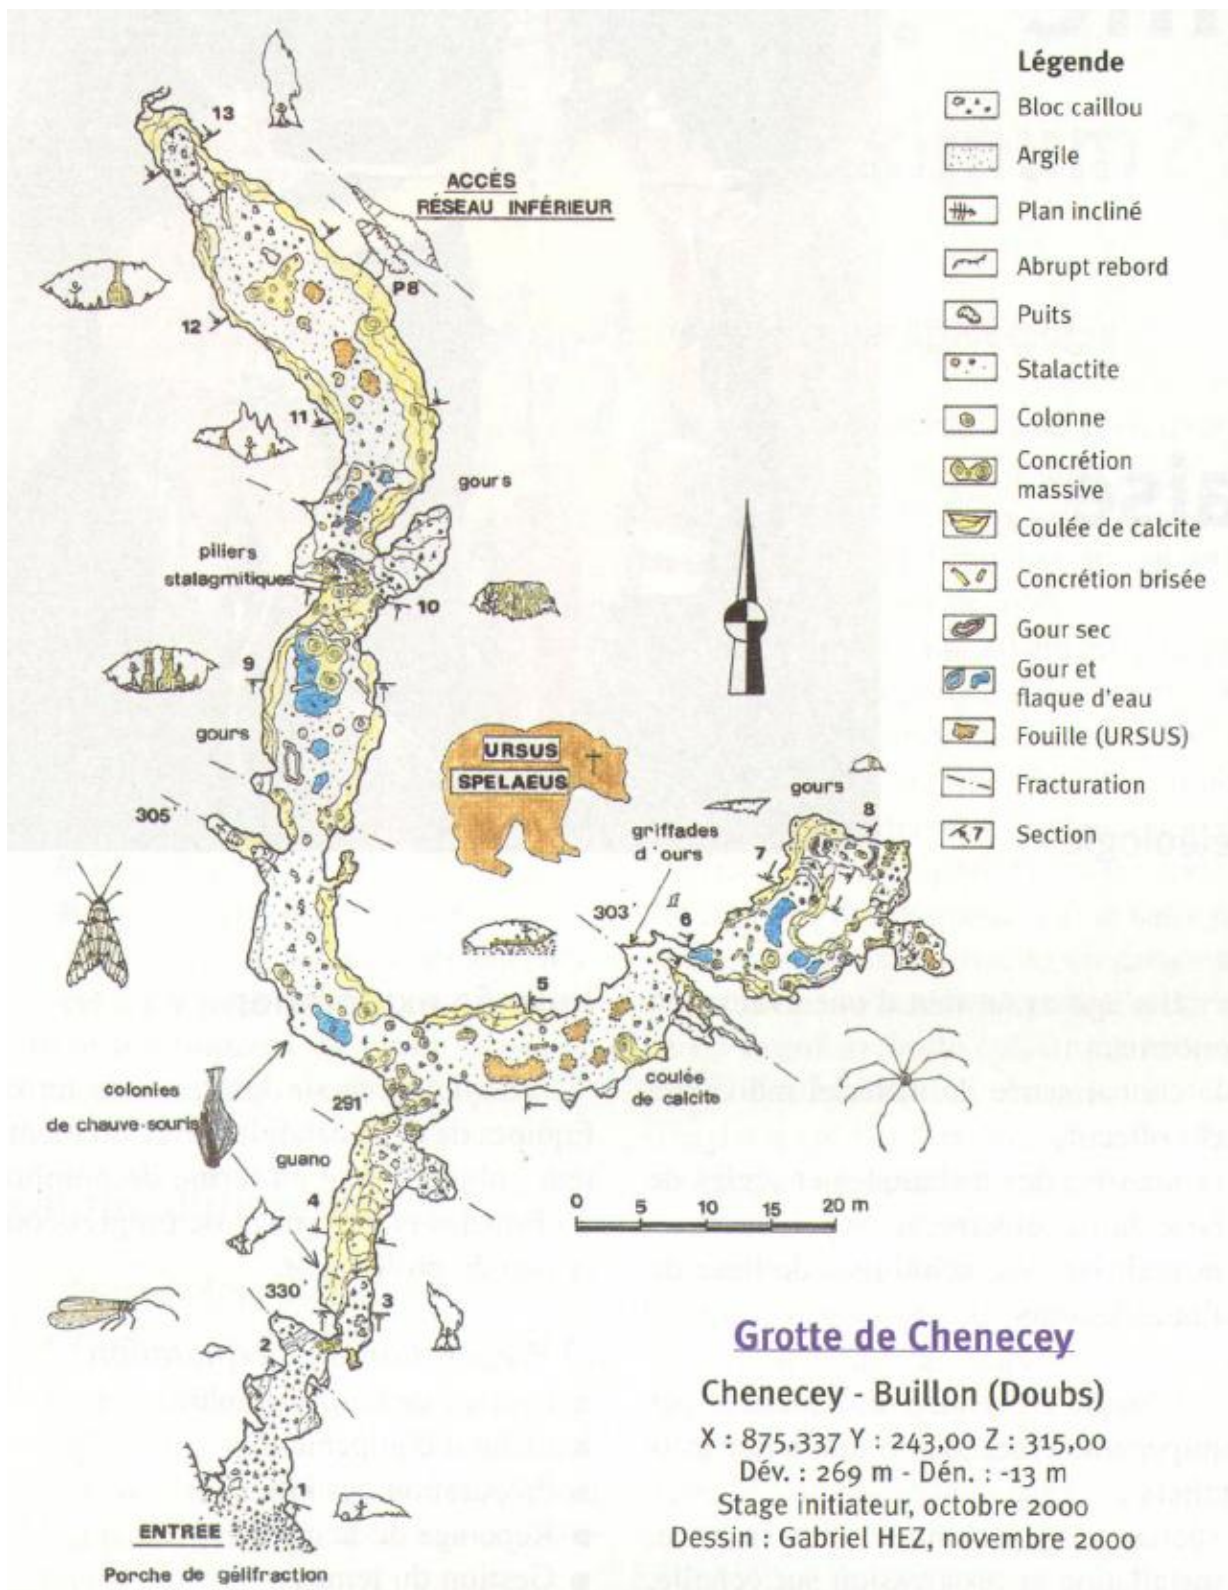 Légende
Bloc caillou
Argile
Plan incliné
Abrupt rebord
Puits
Stalactite
Colonne
Concrétion
massive
Coulée de calcite
Concrétion brisée
Gour sec
Gour et
flaque d'eau
Fouille (URSUS)
Fracturation
7
Section
13
ACCÈS
RÉSEAU INFÉRIEUR
P8
12
11
gours
piliers
stalagmitiques
10
9
gours
305
URSUS
SPELAEUS
gours
8
griffades
d'ours
7
303
6
5
coulée
de calcite
colonies
de chauve-souris
291
guano
4
330
3
2
1
ENTRÉE
Porche de gélifraction
0 5 10 15 20 m
Grotte de Chenecey
Chenecey - Buillon (Doubs)
X : 875,337 Y : 243,00 Z : 315,00
Dév. : 269 m - Dén. : -13 m
Stage initiateur, octobre 2000
Dessin : Gabriel HEZ, novembre 2000